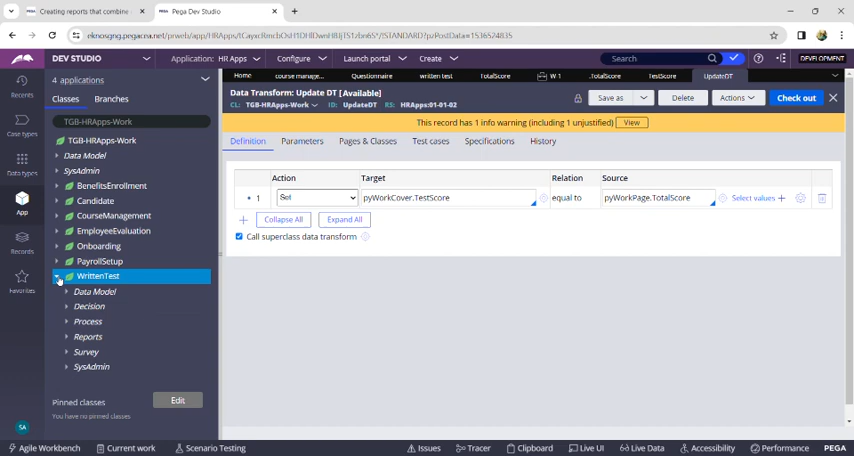 Creating reports that combine -
Pega Dev Studio
DEV STUDIO
Application: HR Apps
Configure
Launch portal
Create
Search
DEVELOPMENT
Recents
Case types
Data types
App
Records
Favorites
SA
4 applications
Classes
Branches
TGB-HRApps-Work
TGB-HRApps-Work
Data Model
SysAdmin
BenefitsEnrollment
Candidate
CourseManagement
EmployeeEvaluation
Onboarding
PayrollSetup
WrittenTest
Data Model
Decision
Process
Reports
Survey
SysAdmin
Pinned classes
Edit
You have no pinned classes
Home
course manage...
Questionnaire
written test
TotalScore
W-1
.TotalScore
TestScore
UpdateDT
Data Transform: Update DT [Available]
CL: TGB-HRApps-Work ID: UpdateDT RS: HRApps:01-01-02
Save as
Delete
Actions
Check out
This record has 1 info warning (including 1 unjustified) View
Definition
Parameters
Pages & Classes
Test cases
Specifications
History
Action Target Relation Source
1 Set pyWorkCover.TestScore equal to pyWorkPage.TotalScore Select values
Collapse All
Expand All
Call superclass data transform
Agile Workbench
Current work
Scenario Testing
Issues
Tracer
Clipboard
Live UI
Live Data
Accessibility
Performance
PEGA